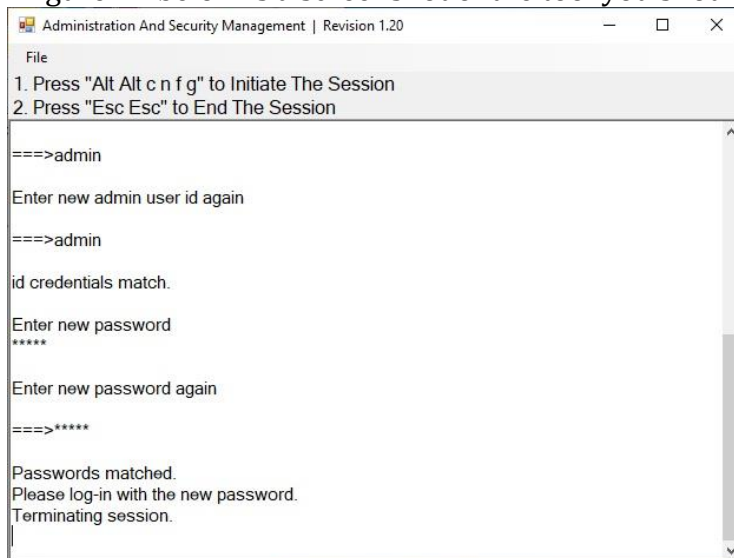 Administration And Security Management | Revision 1.20
File
1. Press "Alt Alt c n f g" to Initiate The Session
2. Press "Esc Esc" to End The Session
===>admin
Enter new admin user id again
===>admin
id credentials match.
Enter new password
*****
Enter new password again
===>*****
Passwords matched.
Please log-in with the new password.
Terminating session.